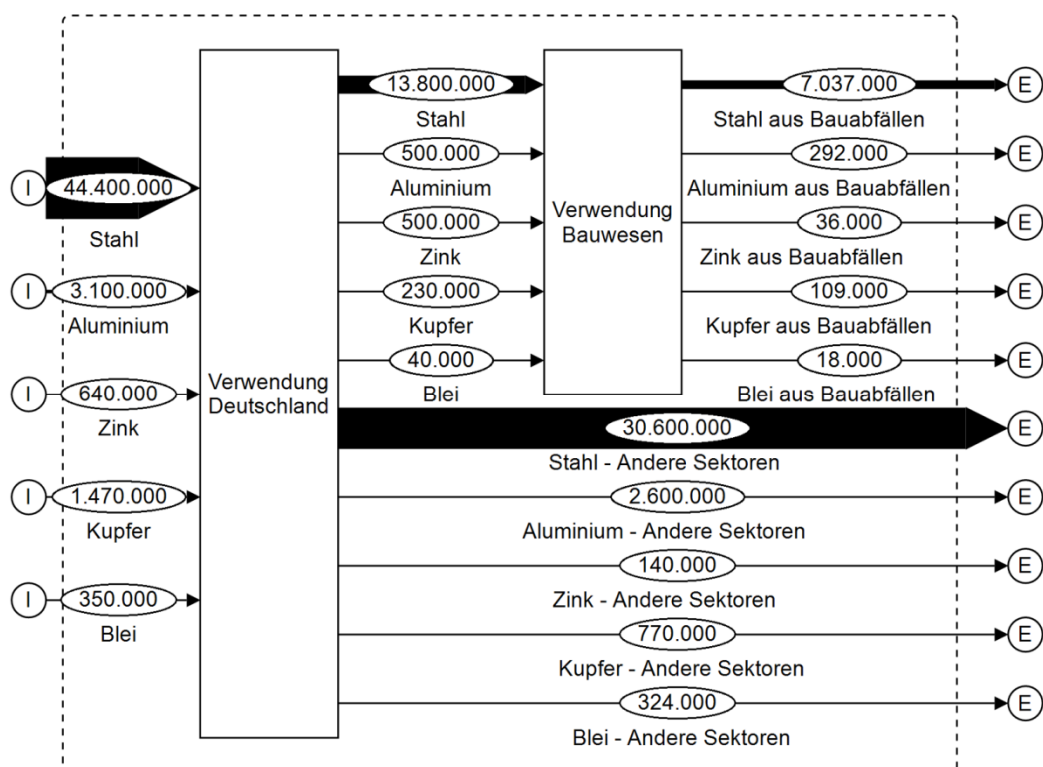 13.800.000
Stahl
7.037.000
Stahl aus Bauabfällen
E
I
44.400.000
Stahl
500.000
Aluminium
292.000
Aluminium aus Bauabfällen
E
500.000
Zink
Verwendung
Bauwesen
36.000
Zink aus Bauabfällen
E
I
3.100.000
Aluminium
230.000
Kupfer
109.000
Kupfer aus Bauabfällen
E
40.000
Blei
18.000
Blei aus Bauabfällen
E
Verwendung
Deutschland
I
640.000
Zink
30.600.000
Stahl - Andere Sektoren
E
I
1.470.000
Kupfer
2.600.000
Aluminium - Andere Sektoren
E
140.000
Zink - Andere Sektoren
E
I
350.000
Blei
770.000
Kupfer - Andere Sektoren
E
324.000
Blei - Andere Sektoren
E